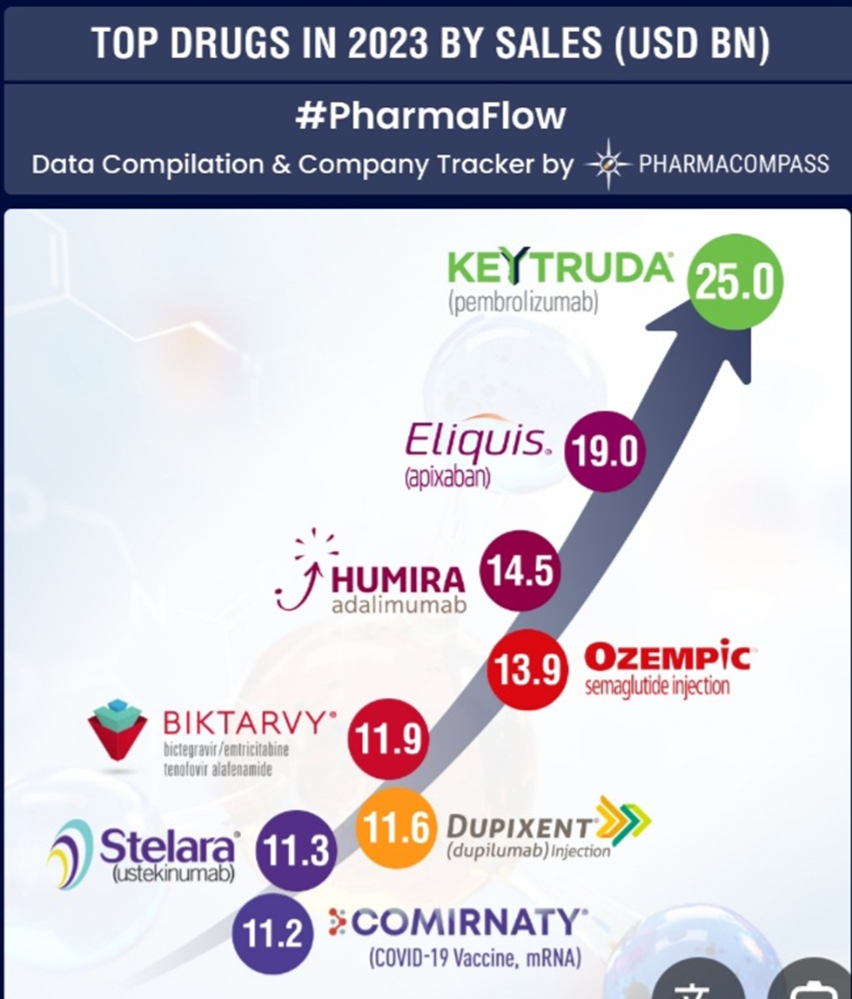 TOP DRUGS IN 2023 BY SALES (USD BN)
#PharmaFlow
Data Compilation & Company Tracker by PHARMACOMPASS
KEYTRUDA® 25.0
(pembrolizumab)
Eliquis® 19.0
(apixaban)
HUMIRA 14.5
adalimumab
13.9 OZEMPIC®
semaglutide injection
BIKTARVY® 11.9
bictegravir/emtricitabine
tenofovir alafenamide
11.6 DUPIXENT®
(dupilumab) Injection
Stelara® 11.3
(ustekinumab)
11.2 COMIRNATY®
(COVID-19 Vaccine, mRNA)
N